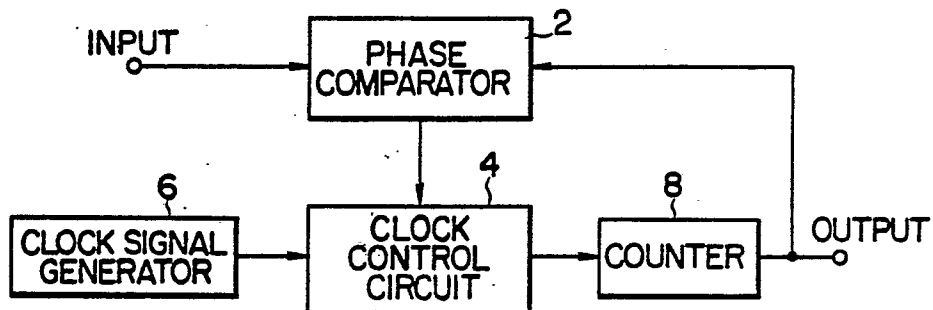 INPUT
2
PHASE
COMPARATOR
6
CLOCK SIGNAL
GENERATOR
4
CLOCK
CONTROL
CIRCUIT
8
COUNTER
OUTPUT